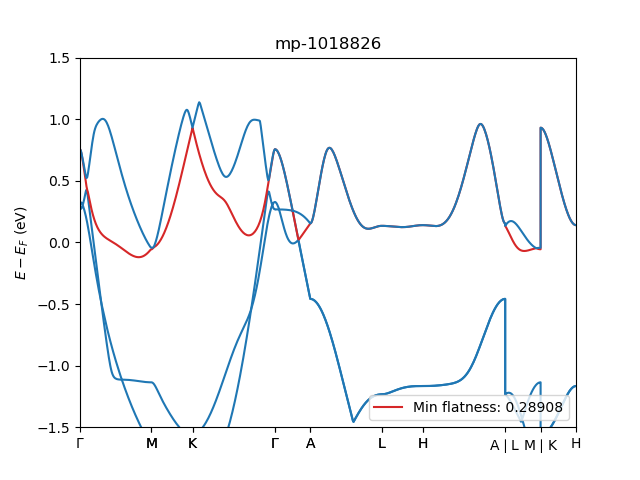 mp-1018826
1.5
1.0
0.5
0.0
−0.5
−1.0
−1.5
E − E_F (eV)
Min flatness: 0.28908
Γ M K Γ A L H A | L M | K H